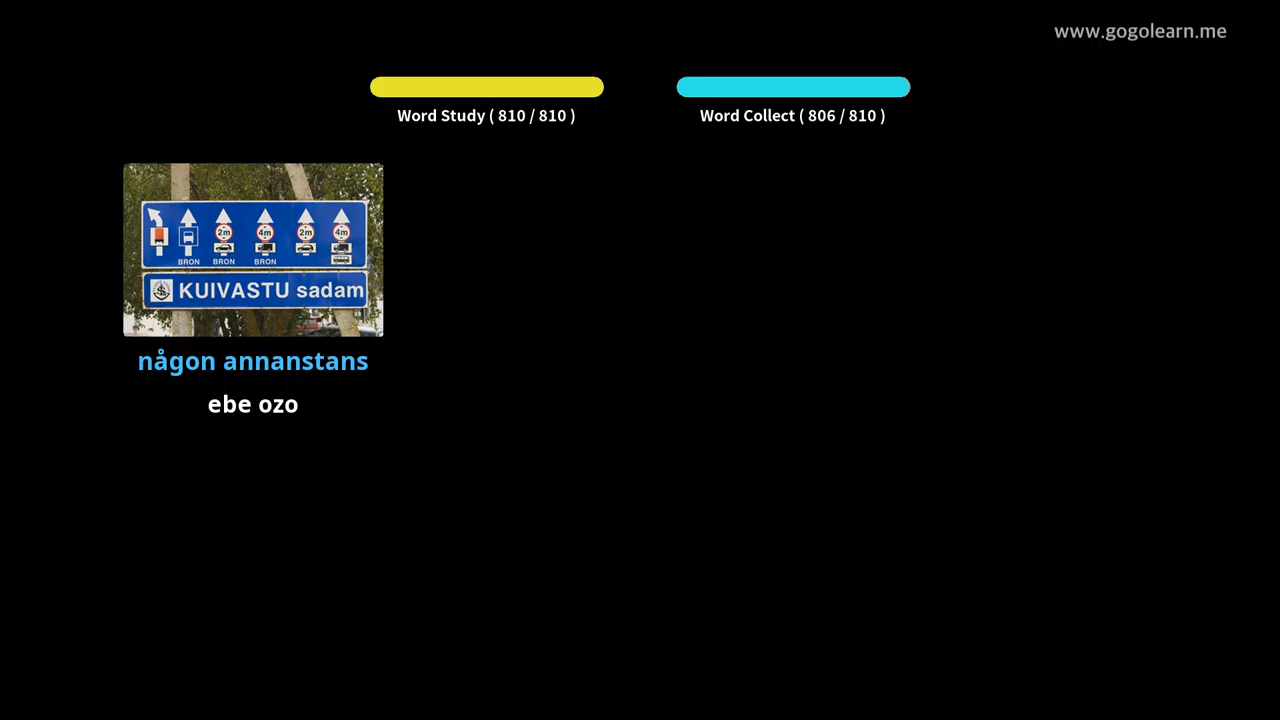 www.gogolearn.me
Word Study ( 810 / 810 )
Word Collect ( 806 / 810 )
2m
4m
2m
4m
BRON
BRON
BRON
KUIVASTU sadam
någon annanstans
ebe ozo